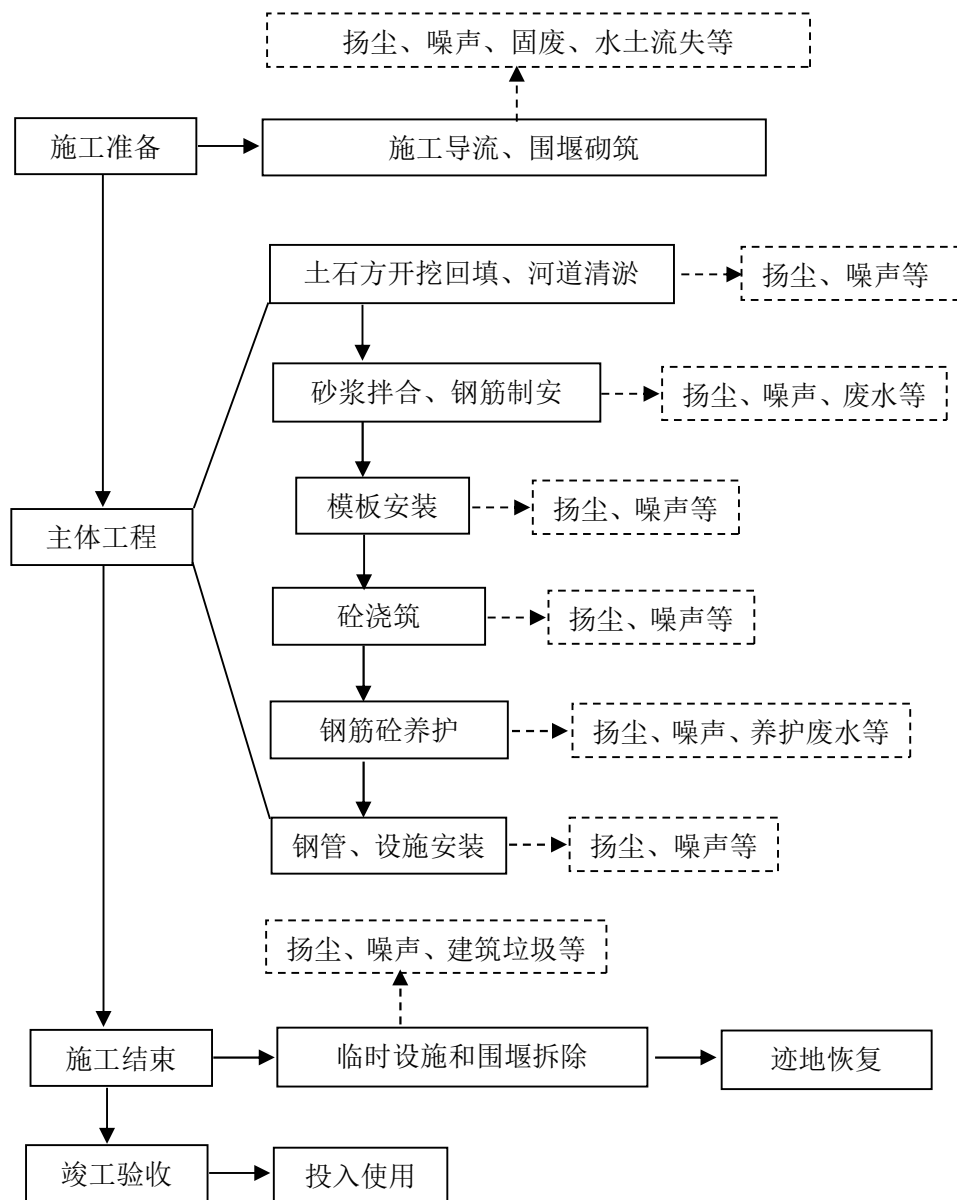 扬尘、噪声、固废、水土流失等
施工准备
施工导流、围堰砌筑
土石方开挖回填、河道清淤
扬尘、噪声等
砂浆拌合、钢筋制安
扬尘、噪声、废水等
模板安装
扬尘、噪声等
主体工程
砼浇筑
扬尘、噪声等
钢筋砼养护
扬尘、噪声、养护废水等
钢管、设施安装
扬尘、噪声等
扬尘、噪声、建筑垃圾等
施工结束
临时设施和围堰拆除
迹地恢复
竣工验收
投入使用